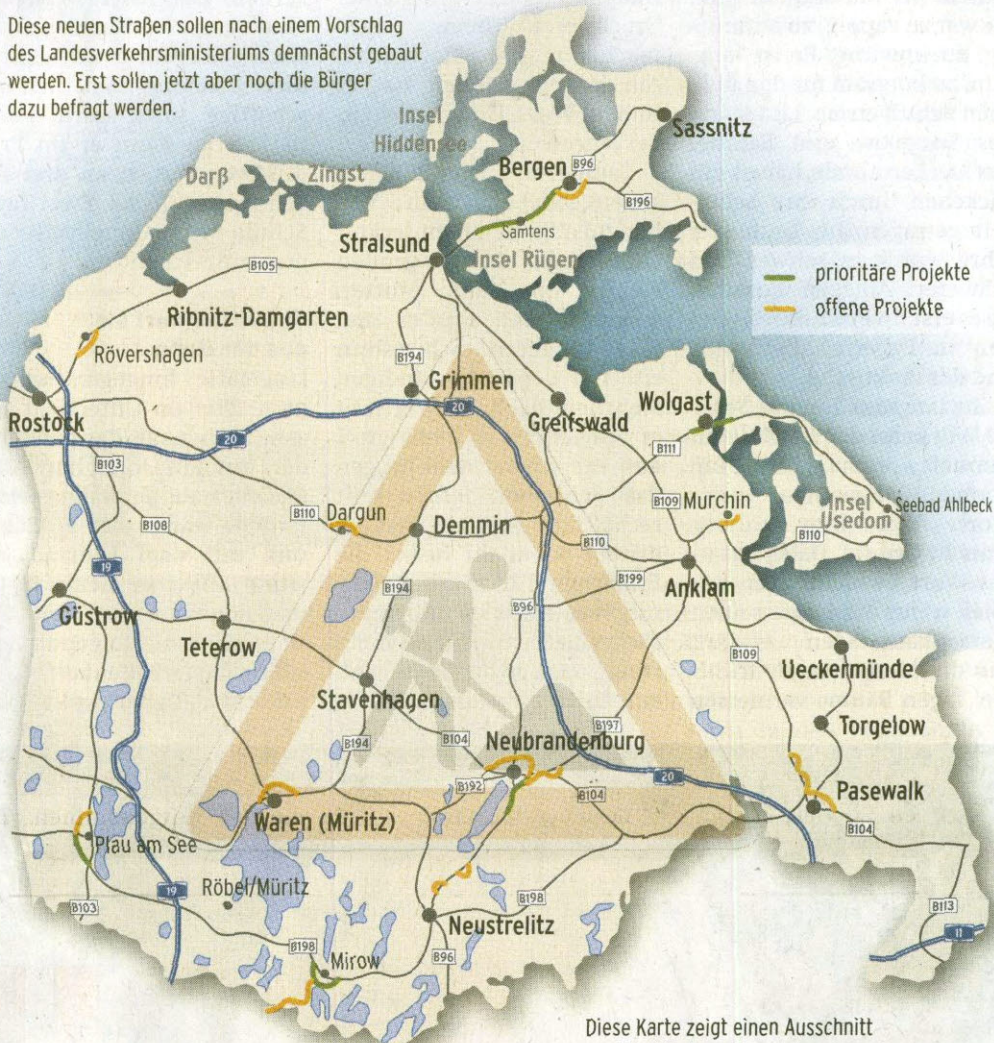 Diese neuen Straßen sollen nach einem Vorschlag
des Landesverkehrsministeriums demnächst gebaut
werden. Erst sollen jetzt aber noch die Bürger
dazu befragt werden.
Insel
Hiddensee
Sassnitz
Bergen
B96
Darß
Zingst
B196
Samtens
Stralsund
Insel Rügen
B105
prioritäre Projekte
offene Projekte
Ribnitz-Damgarten
Rövershagen
B194
Grimmen
Rostock
20
Greifswald
Wolgast
20
B103
B111
B109
Murchin
Insel
Usedom
Seebad Ahlbeck
B108
B110
Dargun
Demmin
B110
B110
19
B199
Anklam
B194
B96
Güstrow
Teterow
B109
Ueckermünde
Stavenhagen
B197
Torgelow
B194
B104
Neubrandenburg
B192
20
B104
Pasewalk
Waren (Müritz)
B104
Plau am See
19
Röbel/Müritz
B103
B198
Neustrelitz
B113
B198
Mirow
B96
11
Diese Karte zeigt einen Ausschnitt